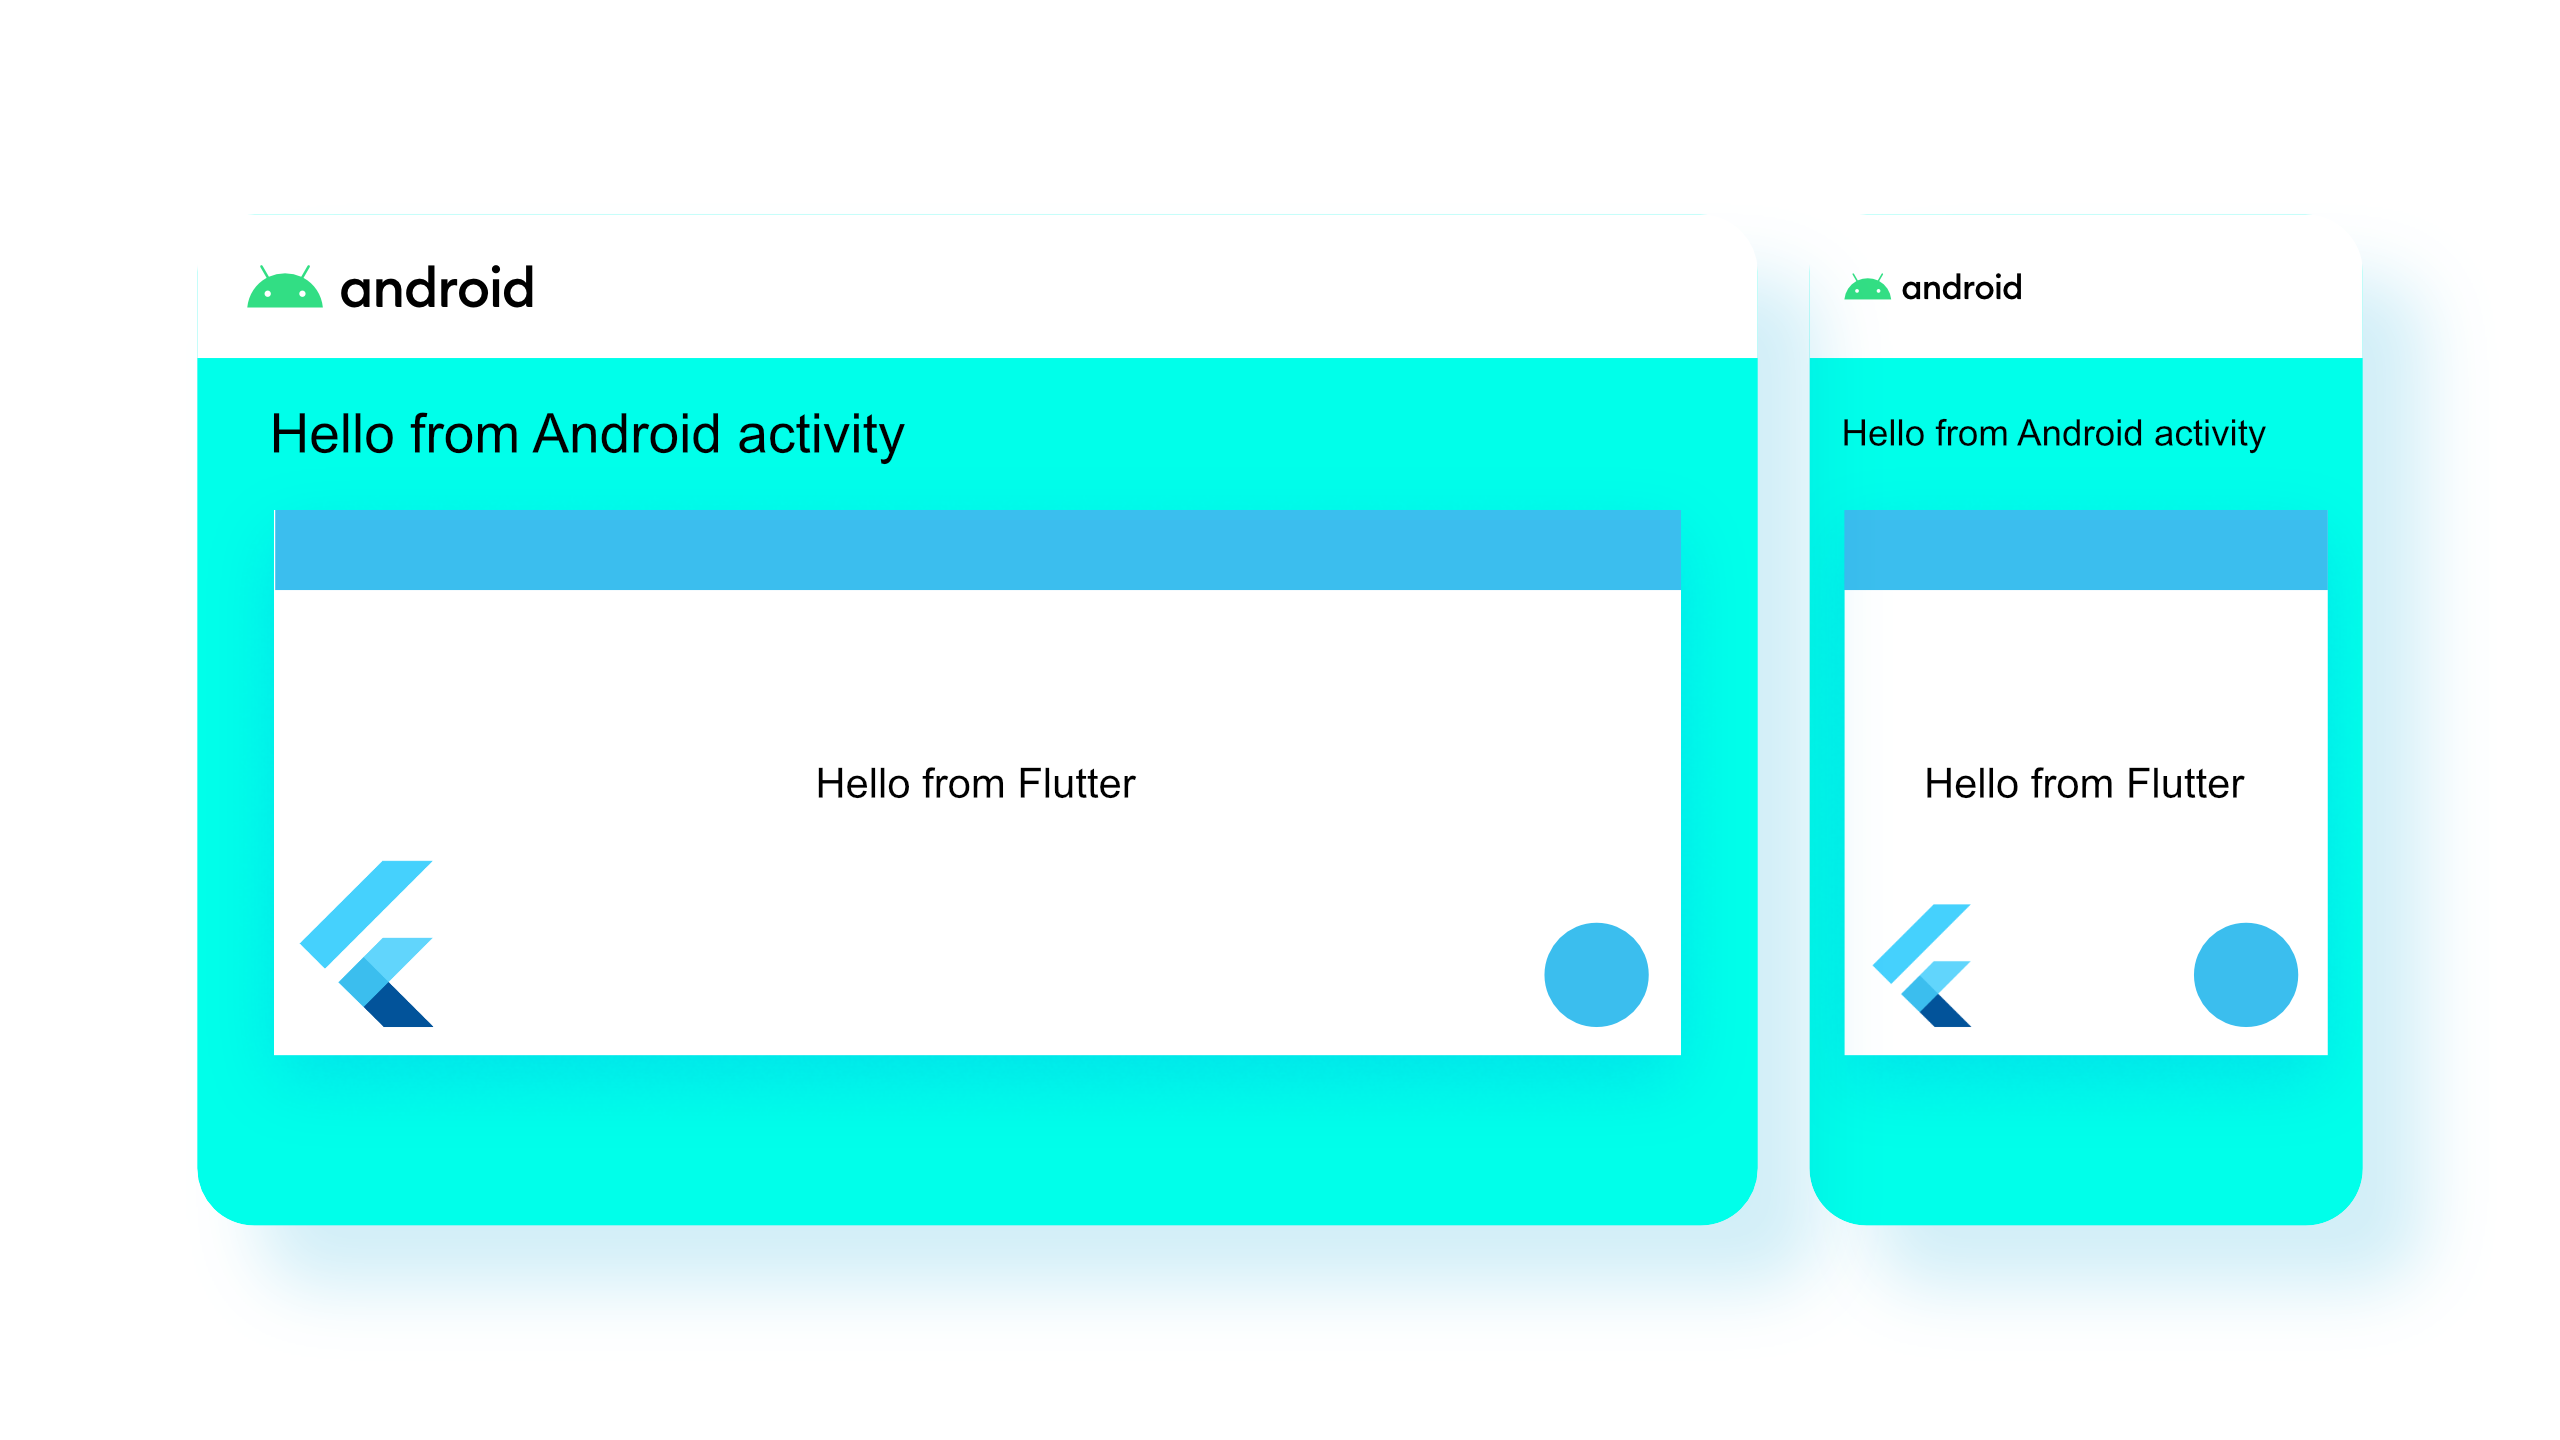 android
Hello from Android activity
Hello from Flutter
android
Hello from Android activity
Hello from Flutter